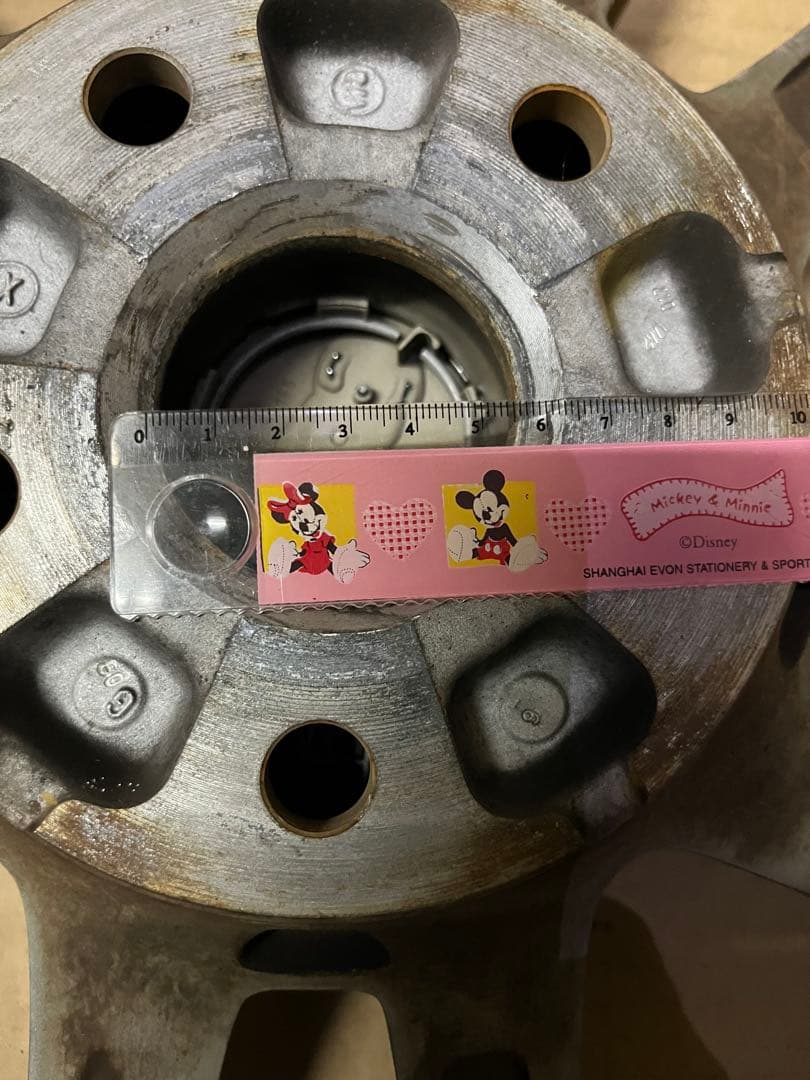 X
0 1 2 3 4 5 6 7 8 9 10
Mickey & Minnie
©Disney
SHANGHAI EVON STATIONERY & SPORT